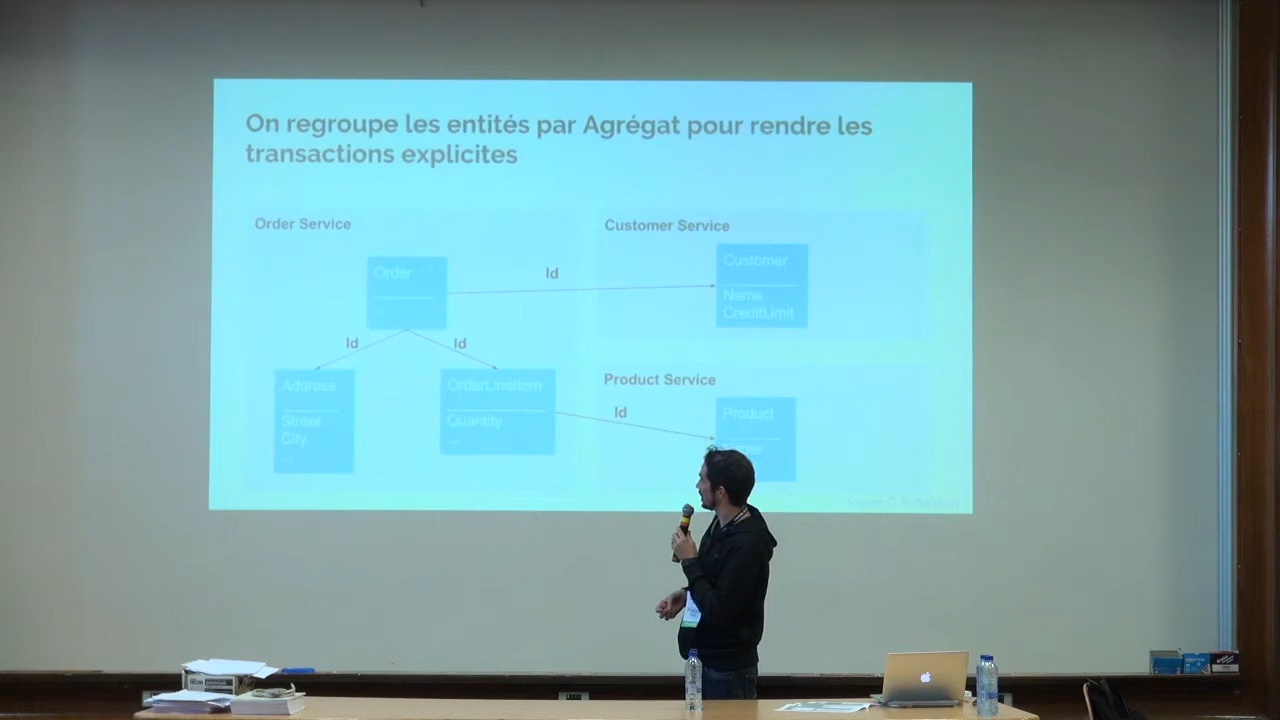 On regroupe les entités par Agrégat pour rendre les
transactions explicites
Order Service
Order
Id
Id
Id
Address
Street
City
OrderLineItem
Quantity
Customer Service
Customer
Name
CreditLimit
Product Service
Id
Product